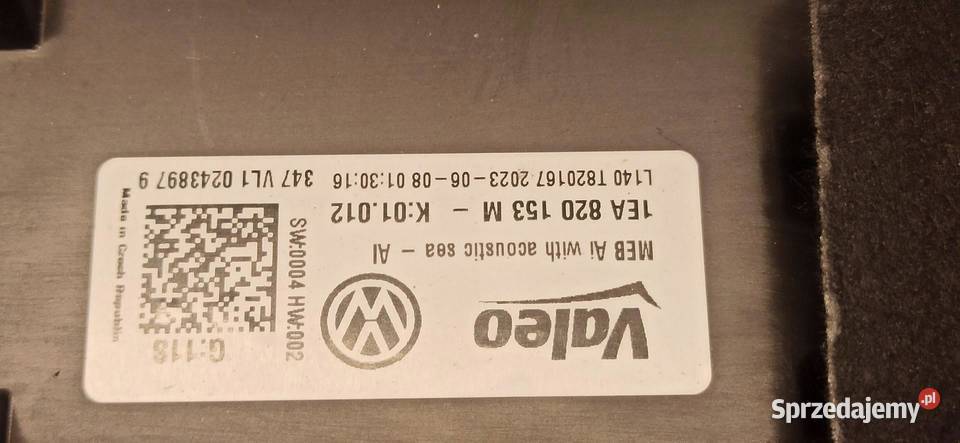 Valeo
MEB Ai with acoustic sea - AI
1EA 820 153 M - K:01.012
L140 T820167 2023-06-08 01:30:16
347 VL1 0243897 9
G:118
SW:0004 HW:002
Made in Czech Republic
Sprzedajemy.pl